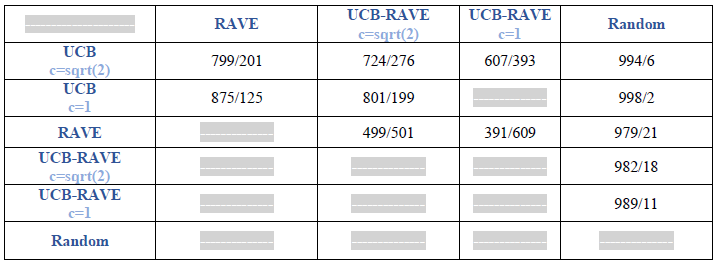 RAVE UCB-RAVE UCB-RAVE Random
c=sqrt(2) c=1
UCB 799/201 724/276 607/393 994/6
c=sqrt(2)
UCB 875/125 801/199 998/2
c=1
RAVE 499/501 391/609 979/21
UCB-RAVE 982/18
c=sqrt(2)
UCB-RAVE 989/11
c=1
Random